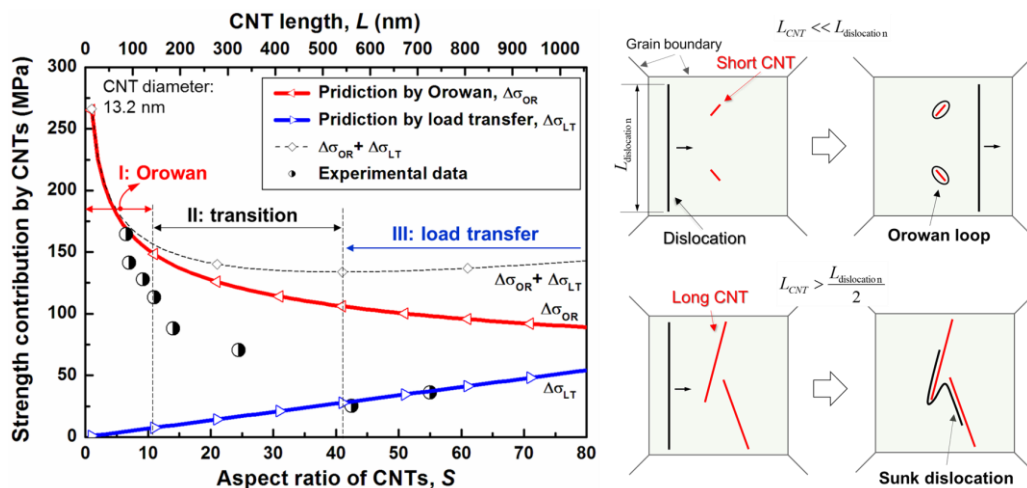 CNT length, L (nm)
0 100 200 300 400 500 600 700 800 900 1000
Strength contribution by CNTs (MPa)
300
250
200
150
100
50
0
CNT diameter:
13.2 nm
Pridiction by Orowan, Δσ_OR
Pridiction by load transfer, Δσ_LT
Δσ_OR + Δσ_LT
Experimental data
I: Orowan
II: transition
III: load transfer
Δσ_OR + Δσ_LT
Δσ_OR
Δσ_LT
0 10 20 30 40 50 60 70 80
Aspect ratio of CNTs, S
L_CNT << L_dislocation
Grain boundary
Short CNT
L_dislocation
Dislocation
Orowan loop
L_CNT > L_dislocation / 2
Long CNT
Sunk dislocation